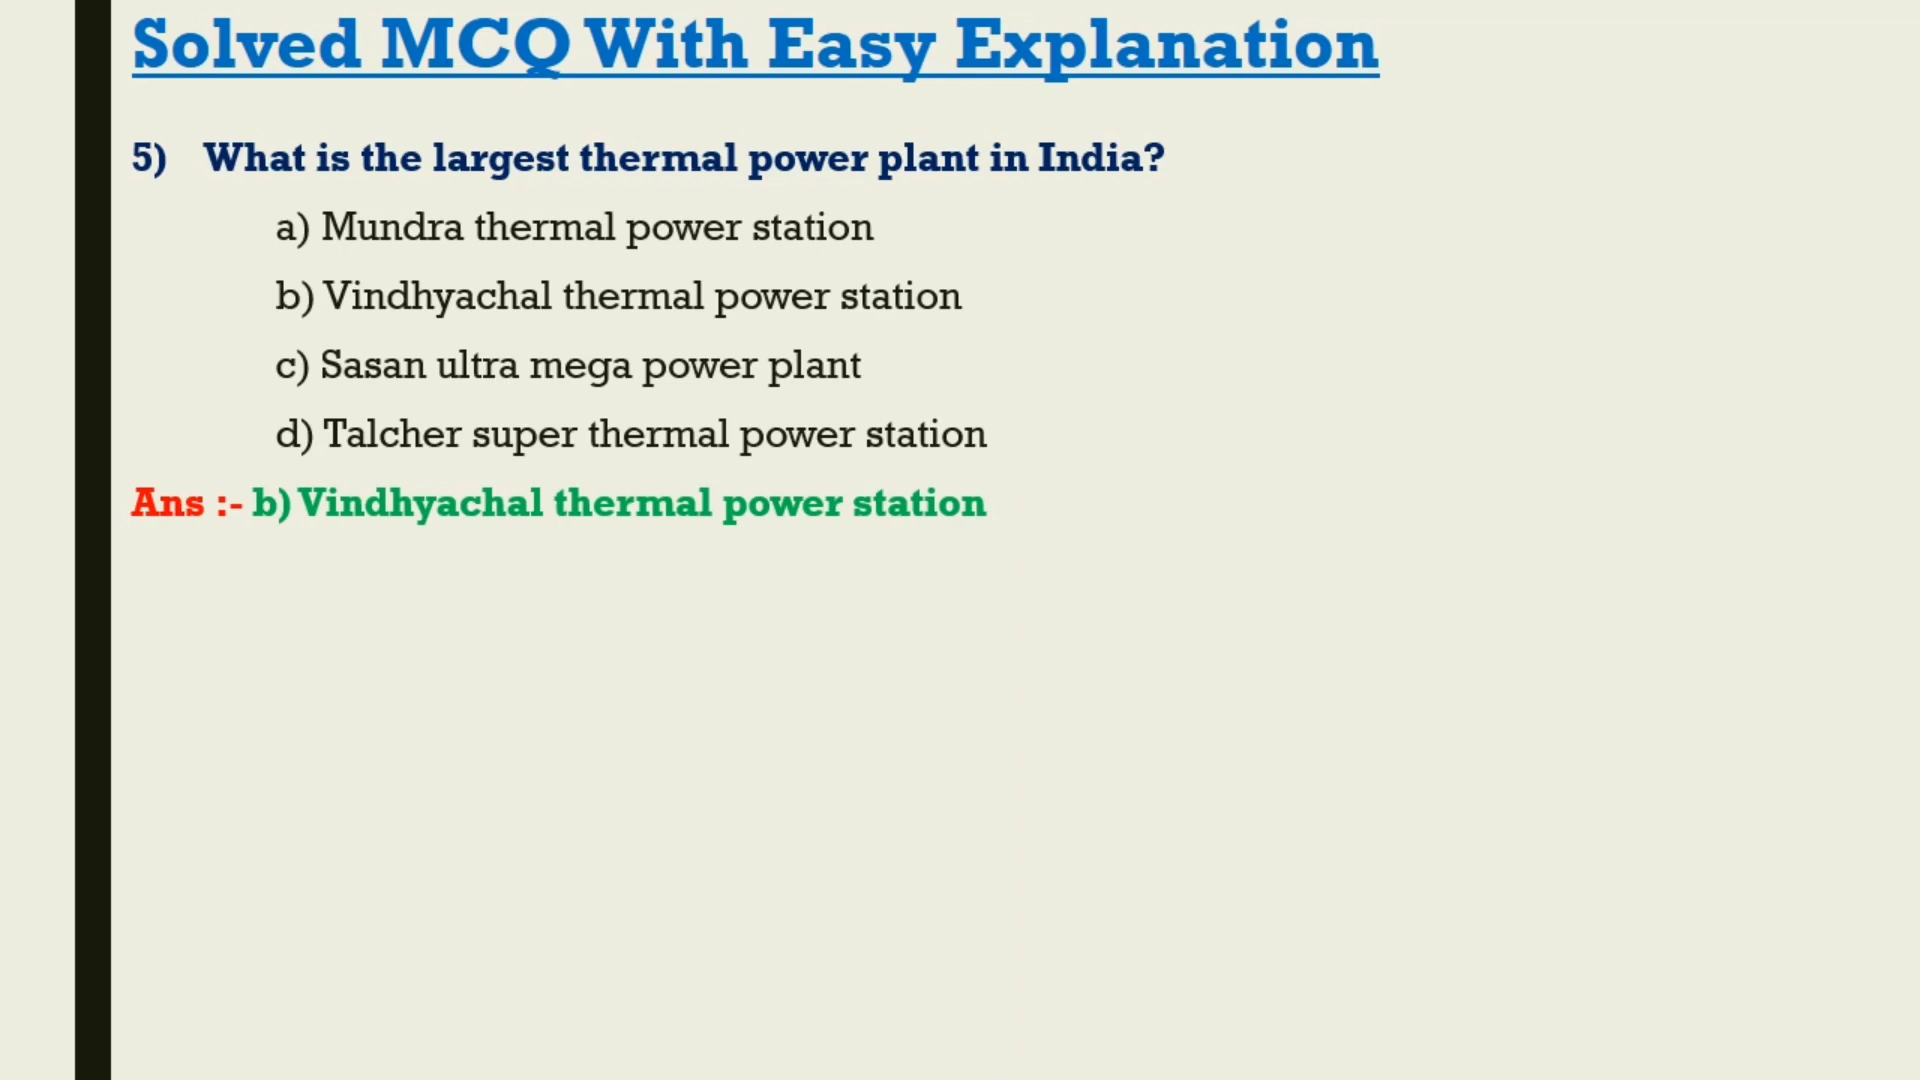 Solved MCQ With Easy Explanation
5) What is the largest thermal power plant in India?
a) Mundra thermal power station
b) Vindhyachal thermal power station
c) Sasan ultra mega power plant
d) Talcher super thermal power station
Ans :- b) Vindhyachal thermal power station